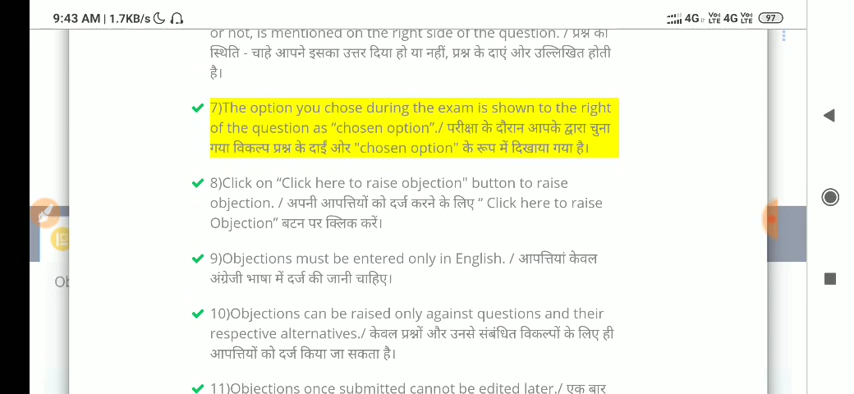 9:43 AM | 1.7KB/s 4G VoLTE 4G VoLTE 97
or not, is mentioned on the right side of the question. / प्रश्न की
स्थिति - चाहे आपने इसका उत्तर दिया हो या नहीं, प्रश्न के दाएं ओर उल्लिखित होती
है।
7)The option you chose during the exam is shown to the right
of the question as “chosen option”./ परीक्षा के दौरान आपके द्वारा चुना
गया विकल्प प्रश्न के दाईं ओर "chosen option" के रूप में दिखाया गया है।
8)Click on “Click here to raise objection" button to raise
objection. / अपनी आपत्तियों को दर्ज करने के लिए “ Click here to raise
Objection” बटन पर क्लिक करें।
Ob
9)Objections must be entered only in English. / आपत्तियां केवल
अंग्रेजी भाषा में दर्ज की जानी चाहिए।
10)Objections can be raised only against questions and their
respective alternatives./ केवल प्रश्नों और उनसे संबंधित विकल्पों के लिए ही
आपत्तियों को दर्ज किया जा सकता है।
11)Objections once submitted cannot be edited later./ एक बार